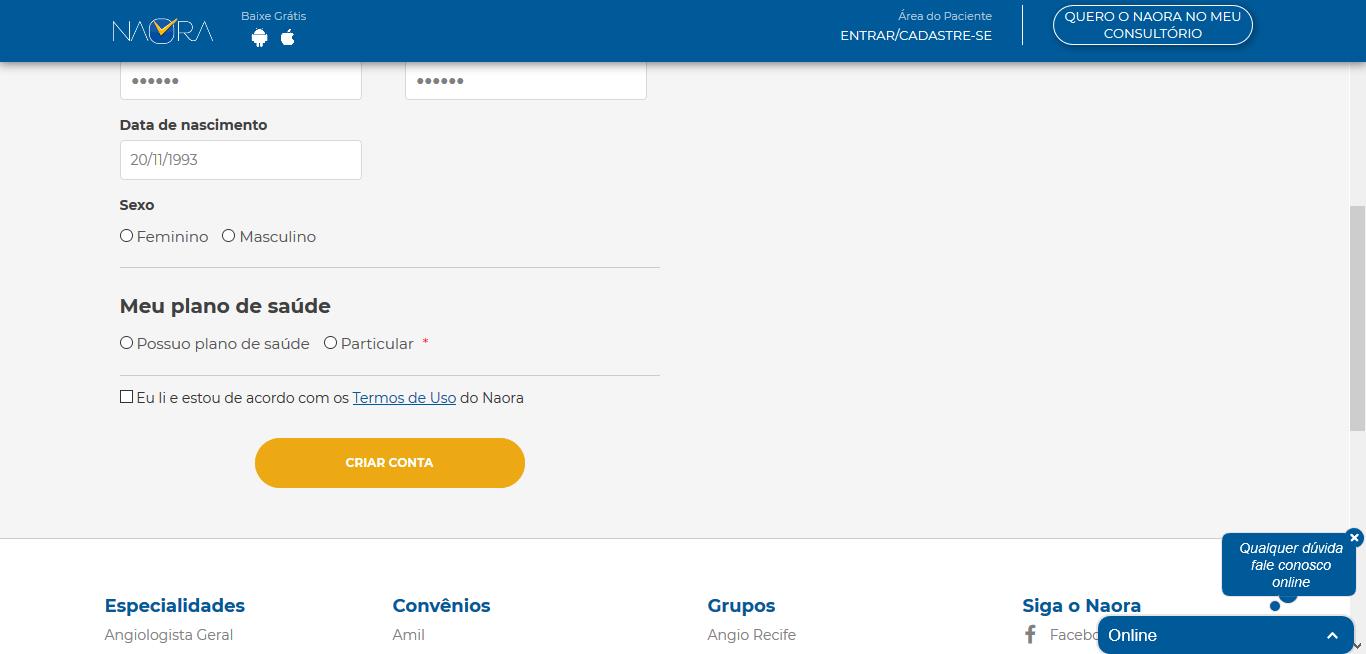 NAORA
Baixe Grátis
Área do Paciente
ENTRAR/CADASTRE-SE
QUERO O NAORA NO MEU
CONSULTÓRIO
●●●●●● ●●●●●●
Data de nascimento
20/11/1993
Sexo
Feminino Masculino
Meu plano de saúde
Possuo plano de saúde Particular *
Eu li e estou de acordo com os Termos de Uso do Naora
CRIAR CONTA
Qualquer dúvida
fale conosco
online
Especialidades Convênios Grupos Siga o Naora
Angiologista Geral Amil Angio Recife
Online